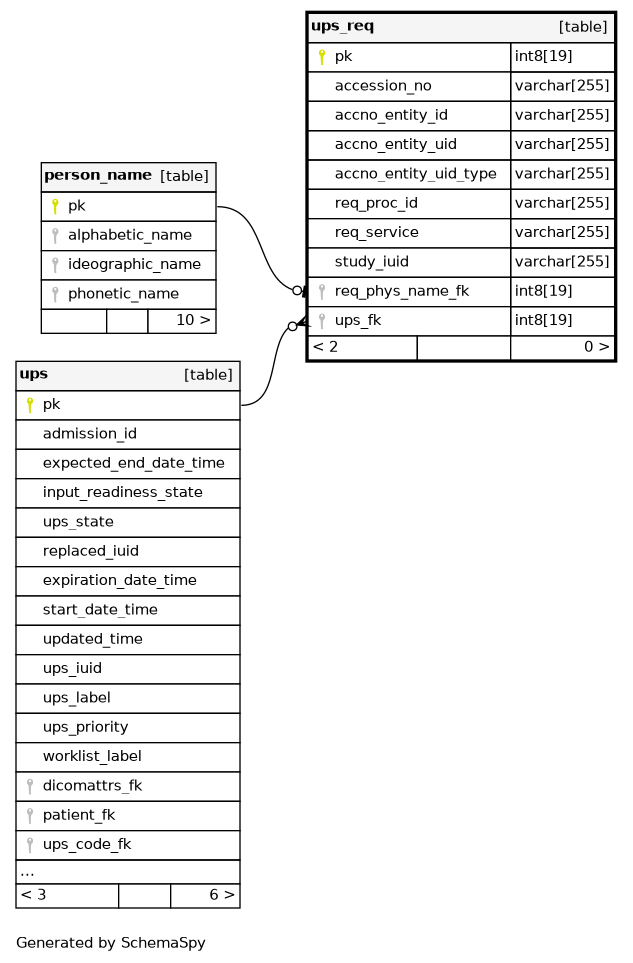 ups_req [table]
pk int8[19]
accession_no varchar[255]
accno_entity_id varchar[255]
accno_entity_uid varchar[255]
accno_entity_uid_type varchar[255]
req_proc_id varchar[255]
req_service varchar[255]
study_iuid varchar[255]
req_phys_name_fk int8[19]
ups_fk int8[19]
< 2 0 >
person_name [table]
pk
alphabetic_name
ideographic_name
phonetic_name
10 >
ups [table]
pk
admission_id
expected_end_date_time
input_readiness_state
ups_state
replaced_iuid
expiration_date_time
start_date_time
updated_time
ups_iuid
ups_label
ups_priority
worklist_label
dicomattrs_fk
patient_fk
ups_code_fk
...
< 3 6 >
Generated by SchemaSpy